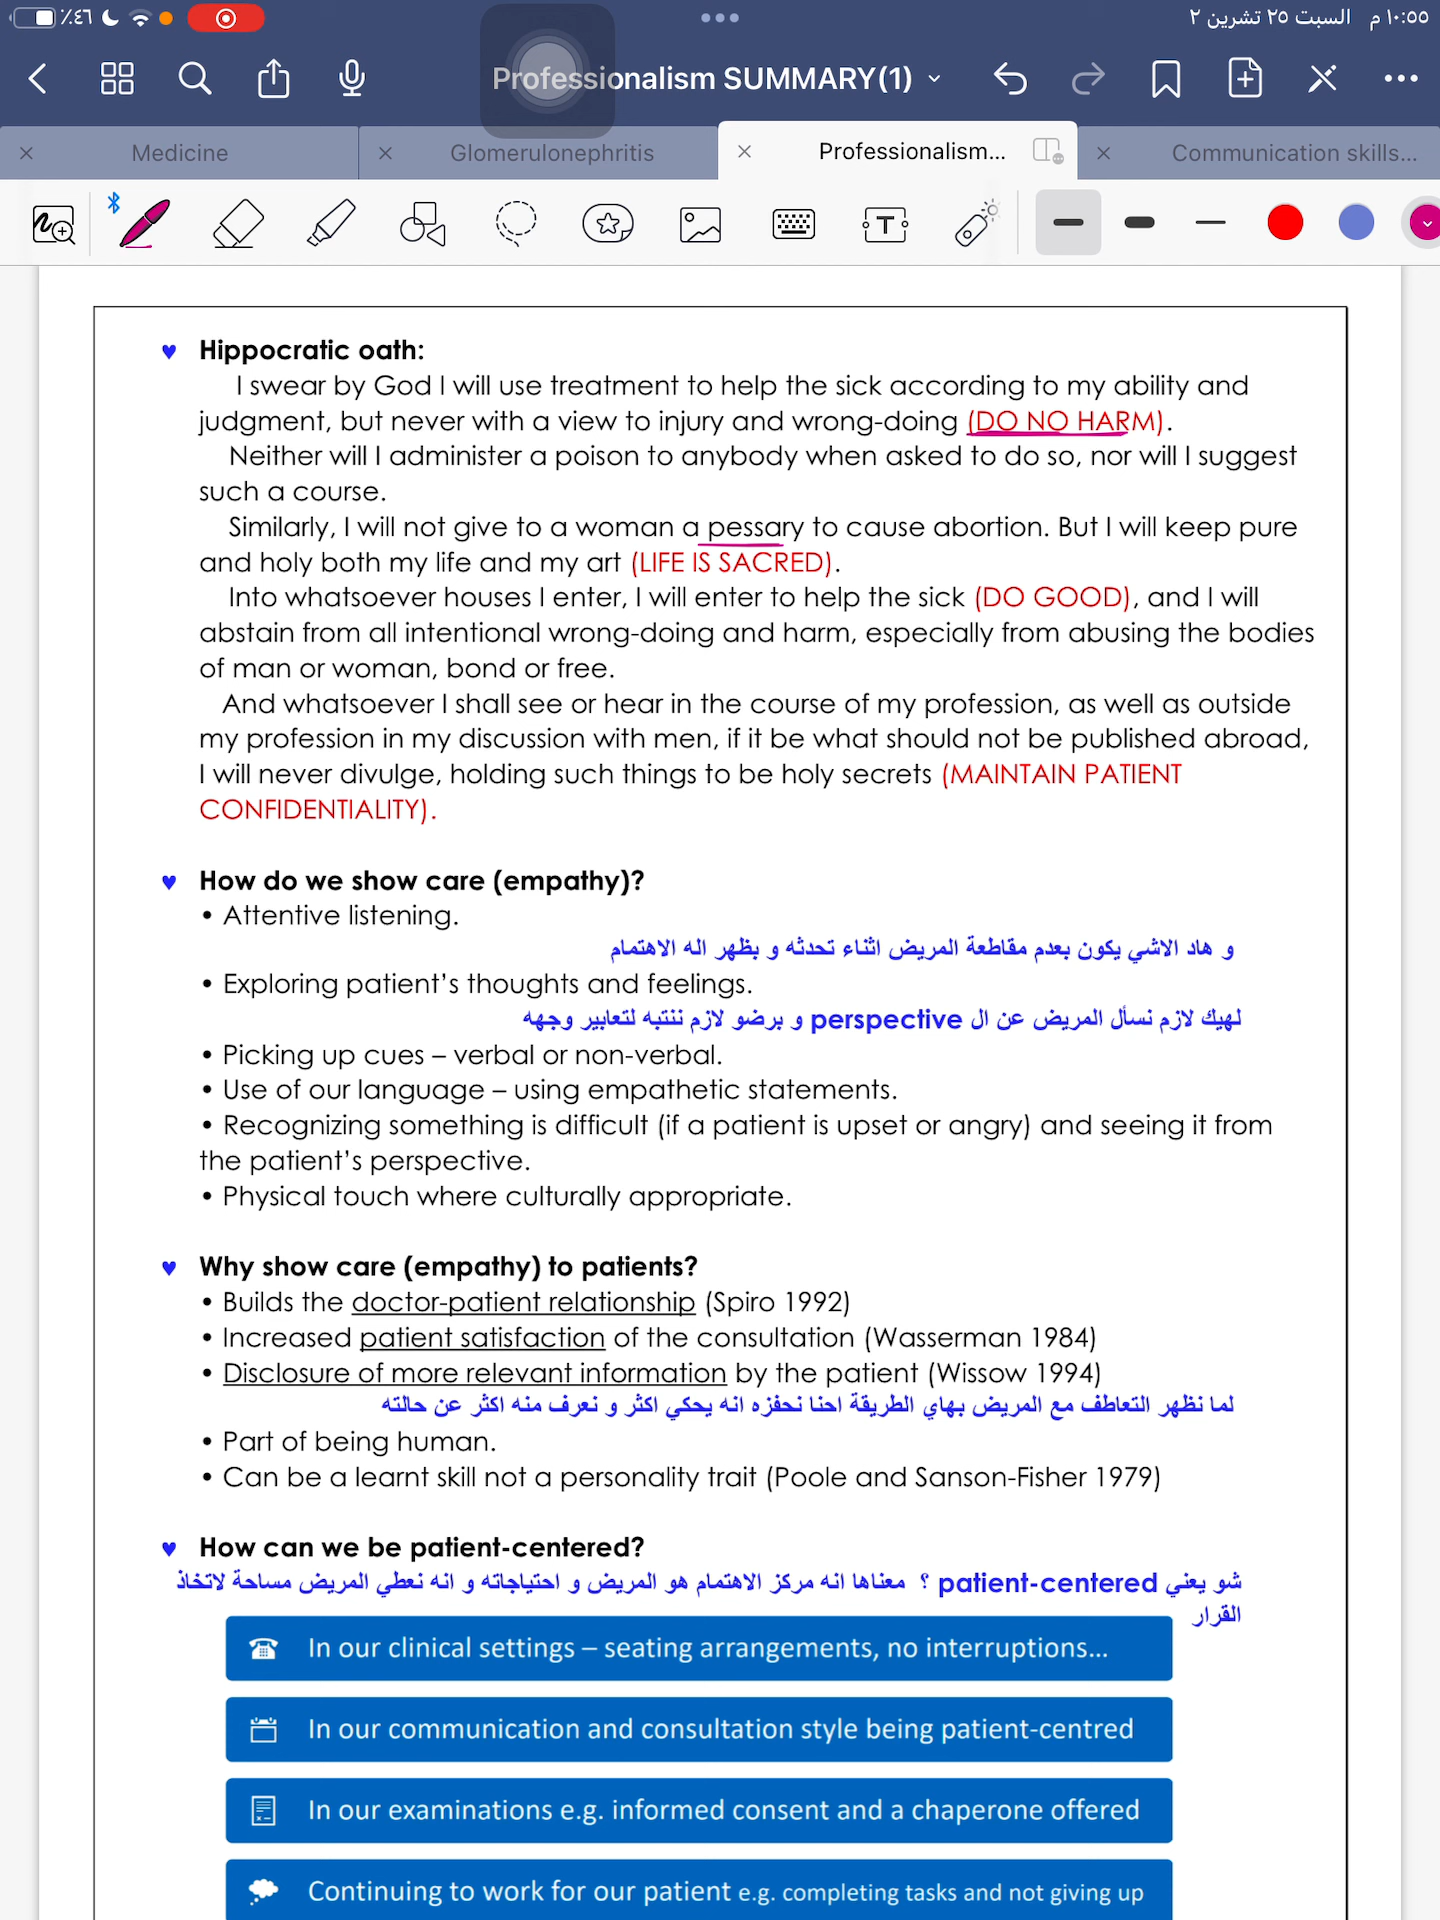 ٪٤٦
١٠:٥٥ م السبت ٢٥ تشرين ٢
Professionalism SUMMARY(1)
Medicine
Glomerulonephritis
Professionalism...
Communication skills...
Hippocratic oath:
I swear by God I will use treatment to help the sick according to my ability and
judgment, but never with a view to injury and wrong-doing (DO NO HARM).
Neither will I administer a poison to anybody when asked to do so, nor will I suggest
such a course.
Similarly, I will not give to a woman a pessary to cause abortion. But I will keep pure
and holy both my life and my art (LIFE IS SACRED).
Into whatsoever houses I enter, I will enter to help the sick (DO GOOD), and I will
abstain from all intentional wrong-doing and harm, especially from abusing the bodies
of man or woman, bond or free.
And whatsoever I shall see or hear in the course of my profession, as well as outside
my profession in my discussion with men, if it be what should not be published abroad,
I will never divulge, holding such things to be holy secrets (MAINTAIN PATIENT
CONFIDENTIALITY).
How do we show care (empathy)?
• Attentive listening.
و هاد الاشي يكون بعدم مقاطعة المريض اثناء تحدثه و بظهر اله الاهتمام
• Exploring patient's thoughts and feelings.
لهيك لازم نسأل المريض عن ال perspective و برضو لازم ننتبه لتعابير وجهه
• Picking up cues – verbal or non-verbal.
• Use of our language – using empathetic statements.
• Recognizing something is difficult (if a patient is upset or angry) and seeing it from
the patient's perspective.
• Physical touch where culturally appropriate.
Why show care (empathy) to patients?
• Builds the doctor-patient relationship (Spiro 1992)
• Increased patient satisfaction of the consultation (Wasserman 1984)
• Disclosure of more relevant information by the patient (Wissow 1994)
لما نظهر التعاطف مع المريض بهاي الطريقة احنا نحفزه انه يحكي اكثر و نعرف منه اكثر عن حالته
• Part of being human.
• Can be a learnt skill not a personality trait (Poole and Sanson-Fisher 1979)
How can we be patient-centered?
شو يعني patient-centered ؟ معناها انه مركز الاهتمام هو المريض و احتياجاته و انه نعطي المريض مساحة لاتخاذ
القرار
In our clinical settings – seating arrangements, no interruptions...
In our communication and consultation style being patient-centred
In our examinations e.g. informed consent and a chaperone offered
Continuing to work for our patient e.g. completing tasks and not giving up